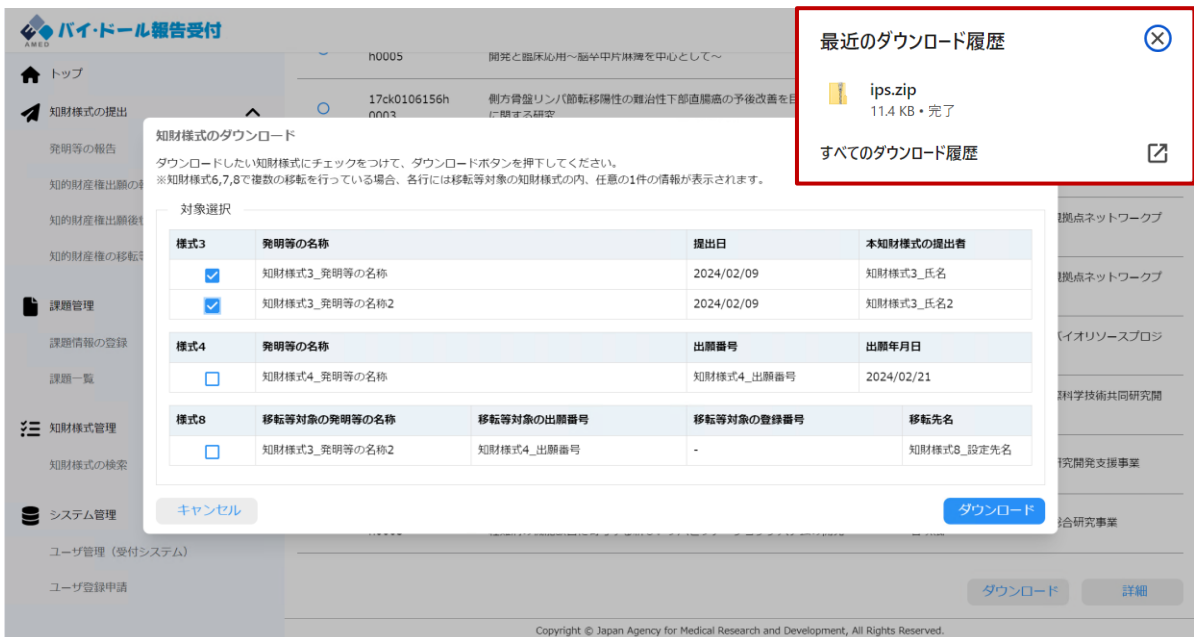 AMED
バイ・ドール報告受付
トップ
知財様式の提出
発明等の報告
知的財産権出願の
知的財産権出願後
知的財産権の移転
課題管理
課題情報の登録
課題一覧
知財様式管理
知財様式の検索
システム管理
ユーザ管理（受付システム）
ユーザ登録申請
h0005
開発と臨床応用～脳卒中片麻痺を中心として～
17ck0106156h
0003
側方骨盤リンパ節転移陽性の難治性下部直腸癌の予後改善を目
に関する研究
最近のダウンロード履歴
ips.zip
11.4 KB • 完了
すべてのダウンロード履歴
知財様式のダウンロード
ダウンロードしたい知財様式にチェックをつけて、ダウンロードボタンを押下してください。
※知財様式6,7,8で複数の移転を行っている場合、各行には移転等対象の知財様式の内、任意の1件の情報が表示されます。
対象選択
様式3 発明等の名称 提出日 本知財様式の提出者
知財様式3_発明等の名称 2024/02/09 知財様式3_氏名
知財様式3_発明等の名称2 2024/02/09 知財様式3_氏名2
様式4 発明等の名称 出願番号 出願年月日
知財様式4_発明等の名称 知財様式4_出願番号 2024/02/21
様式8 移転等対象の発明等の名称 移転等対象の出願番号 移転等対象の登録番号 移転先名
知財様式3_発明等の名称2 知財様式4_出願番号 - 知財様式8_設定先名
キャンセル
ダウンロード
拠点ネットワークプ
拠点ネットワークプ
バイオリソースプロジ
科学技術共同研究開
研究開発支援事業
総合研究事業
ダウンロード
詳細
Copyright © Japan Agency for Medical Research and Development, All Rights Reserved.